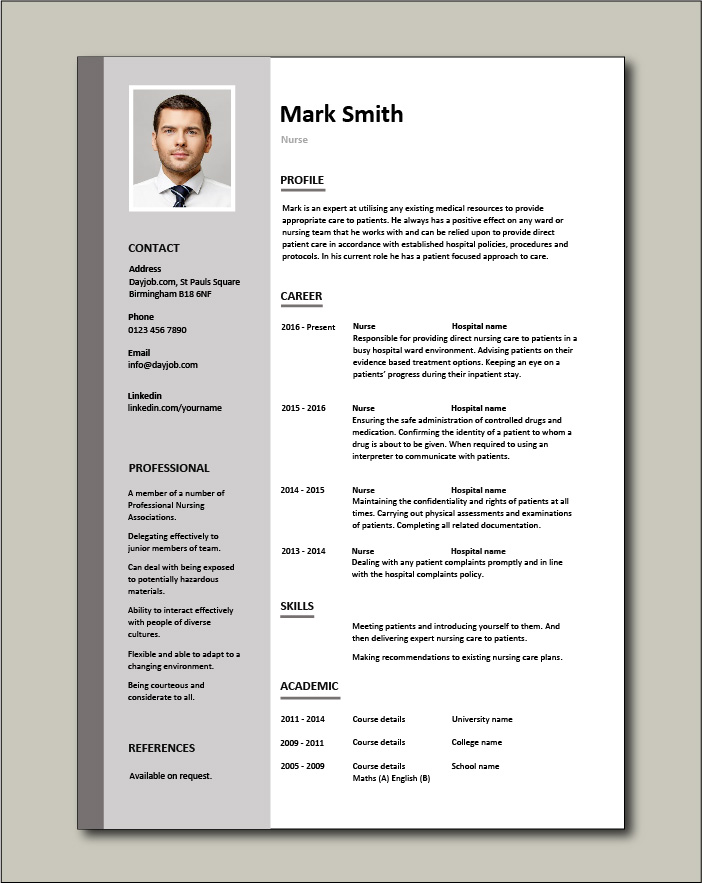 Mark Smith
Nurse
CONTACT
Address
Dayjob.com, St Pauls Square
Birmingham B18 6NF
Phone
0123 456 7890
Email
info@dayjob.com
Linkedin
linkedin.com/yourname
PROFESSIONAL
A member of a number of
Professional Nursing
Associations.
Delegating effectively to
junior members of team.
Can deal with being exposed
to potentially hazardous
materials.
Ability to interact effectively
with people of diverse
cultures.
Flexible and able to adapt to a
changing environment.
Being courteous and
considerate to all.
REFERENCES
Available on request.
PROFILE
Mark is an expert at utilising any existing medical resources to provide
appropriate care to patients. He always has a positive effect on any ward or
nursing team that he works with and can be relied upon to provide direct
patient care in accordance with established hospital policies, procedures and
protocols. In his current role he has a patient focused approach to care.
CAREER
2016 - Present Nurse Hospital name
Responsible for providing direct nursing care to patients in a
busy hospital ward environment. Advising patients on their
evidence based treatment options. Keeping an eye on a
patients’ progress during their inpatient stay.
2015 - 2016 Nurse Hospital name
Ensuring the safe administration of controlled drugs and
medication. Confirming the identity of a patient to whom a
drug is about to be given. When required to using an
interpreter to communicate with patients.
2014 - 2015 Nurse Hospital name
Maintaining the confidentiality and rights of patients at all
times. Carrying out physical assessments and examinations
of patients. Completing all related documentation.
2013 - 2014 Nurse Hospital name
Dealing with any patient complaints promptly and in line
with the hospital complaints policy.
SKILLS
Meeting patients and introducing yourself to them. And
then delivering expert nursing care to patients.
Making recommendations to existing nursing care plans.
ACADEMIC
2011 - 2014 Course details University name
2009 - 2011 Course details College name
2005 - 2009 Course details School name
Maths (A) English (B)